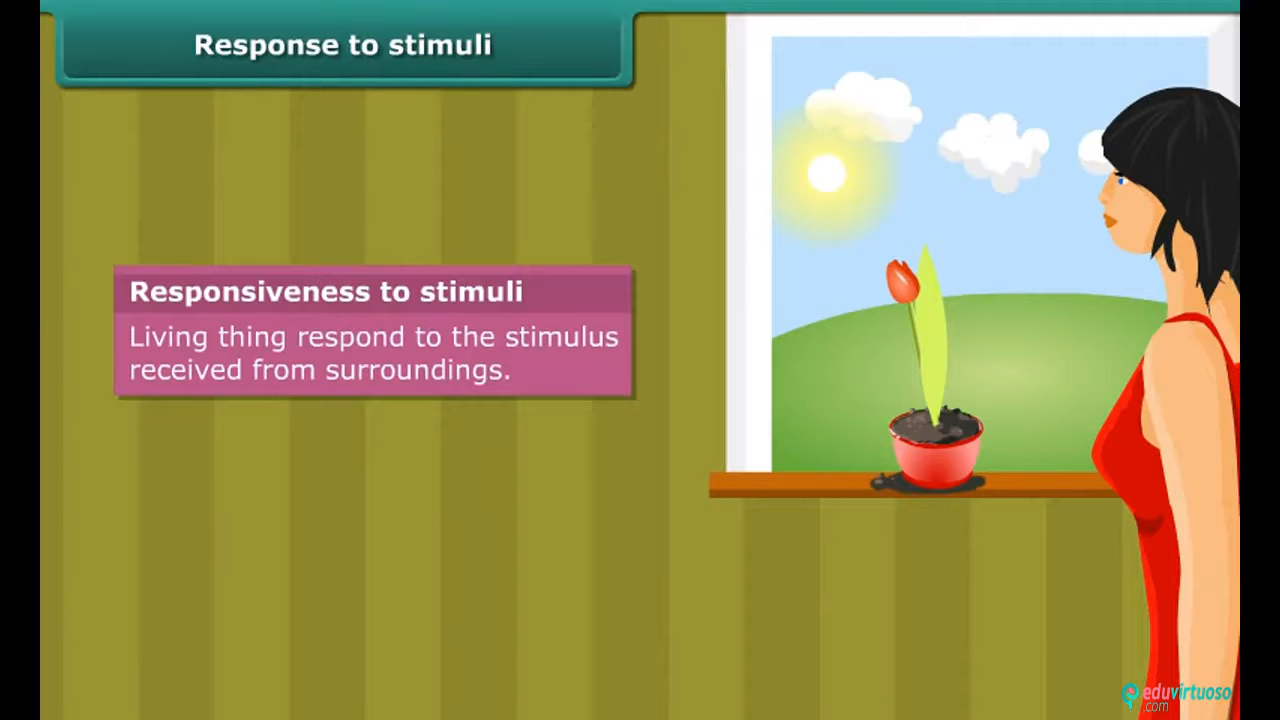 Response to stimuli
Responsiveness to stimuli
Living thing respond to the stimulus
received from surroundings.
eduvirtuoso
.com